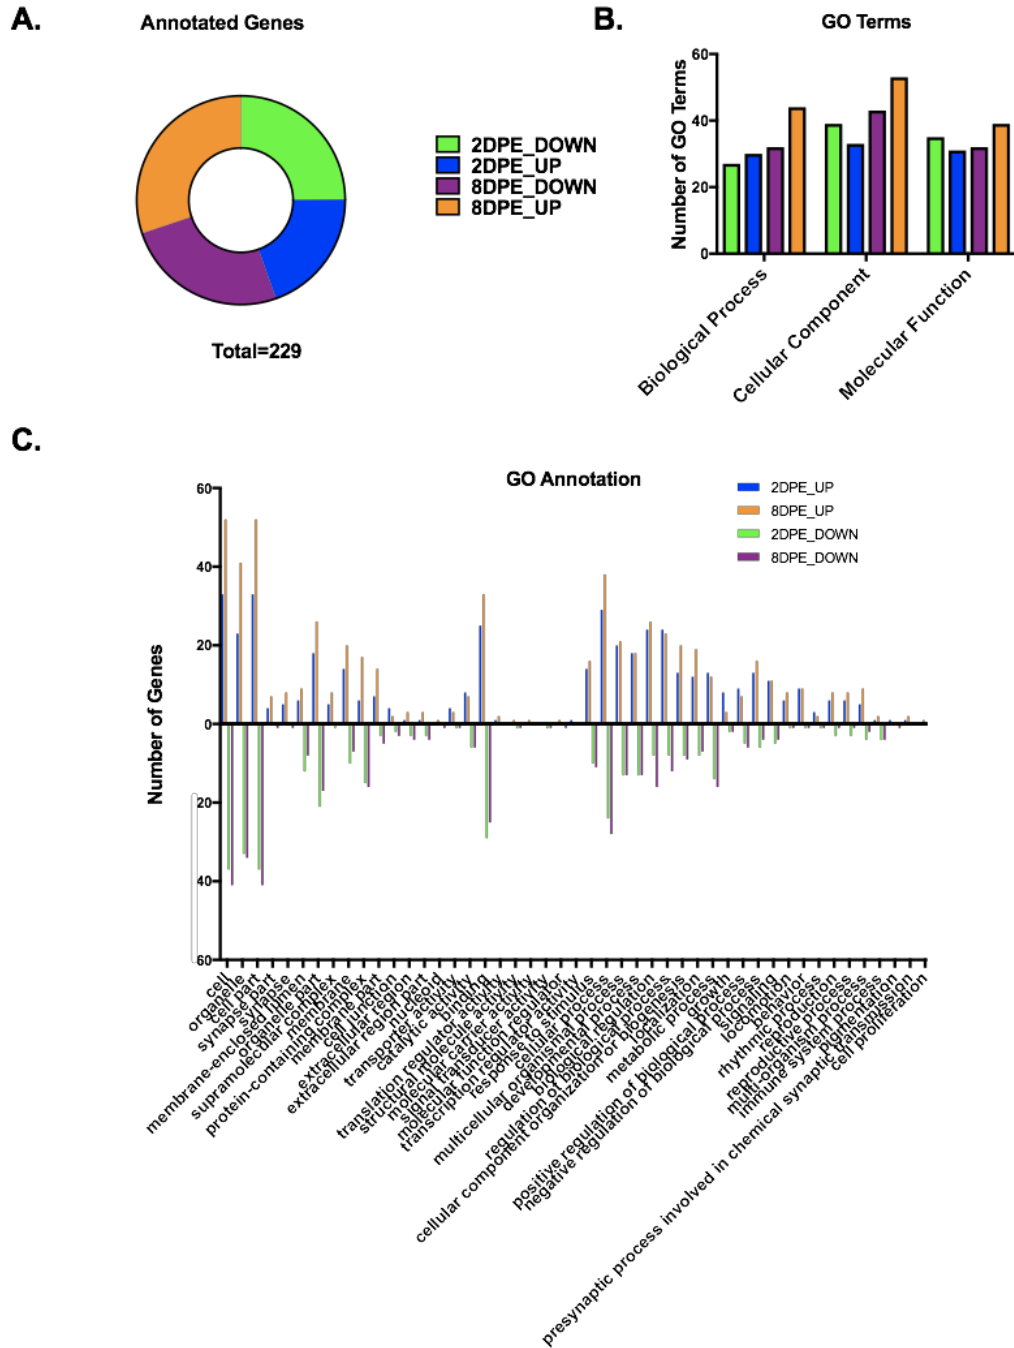 A.
Annotated Genes
2DPE_DOWN
2DPE_UP
8DPE_DOWN
8DPE_UP
Total=229
B.
GO Terms
Number of GO Terms
60
40
20
0
Biological Process
Cellular Component
Molecular Function
C.
GO Annotation
2DPE_UP
8DPE_UP
2DPE_DOWN
8DPE_DOWN
Number of Genes
60
40
20
0
20
40
60
cell
organelle
cell part
synapse part
synapse
membrane-enclosed lumen
organelle part
supramolecular complex
membrane
protein-containing complex
membrane part
cell junction
extracellular region
extracellular region part
nucleoid
transporter activity
catalytic activity
binding
translation regulator activity
structural molecule activity
molecular carrier activity
signal transducer activity
molecular function regulator
transcription regulator activity
response to stimulus
cellular process
multicellular organismal process
developmental process
biological regulation
regulation of biological process
cellular component organization or biogenesis
localization
metabolic process
growth
positive regulation of biological process
negative regulation of biological process
signaling
locomotion
behavior
rhythmic process
reproduction
reproductive process
multi-organism process
immune system process
pigmentation
presynaptic process involved in chemical synaptic transmission
cell proliferation